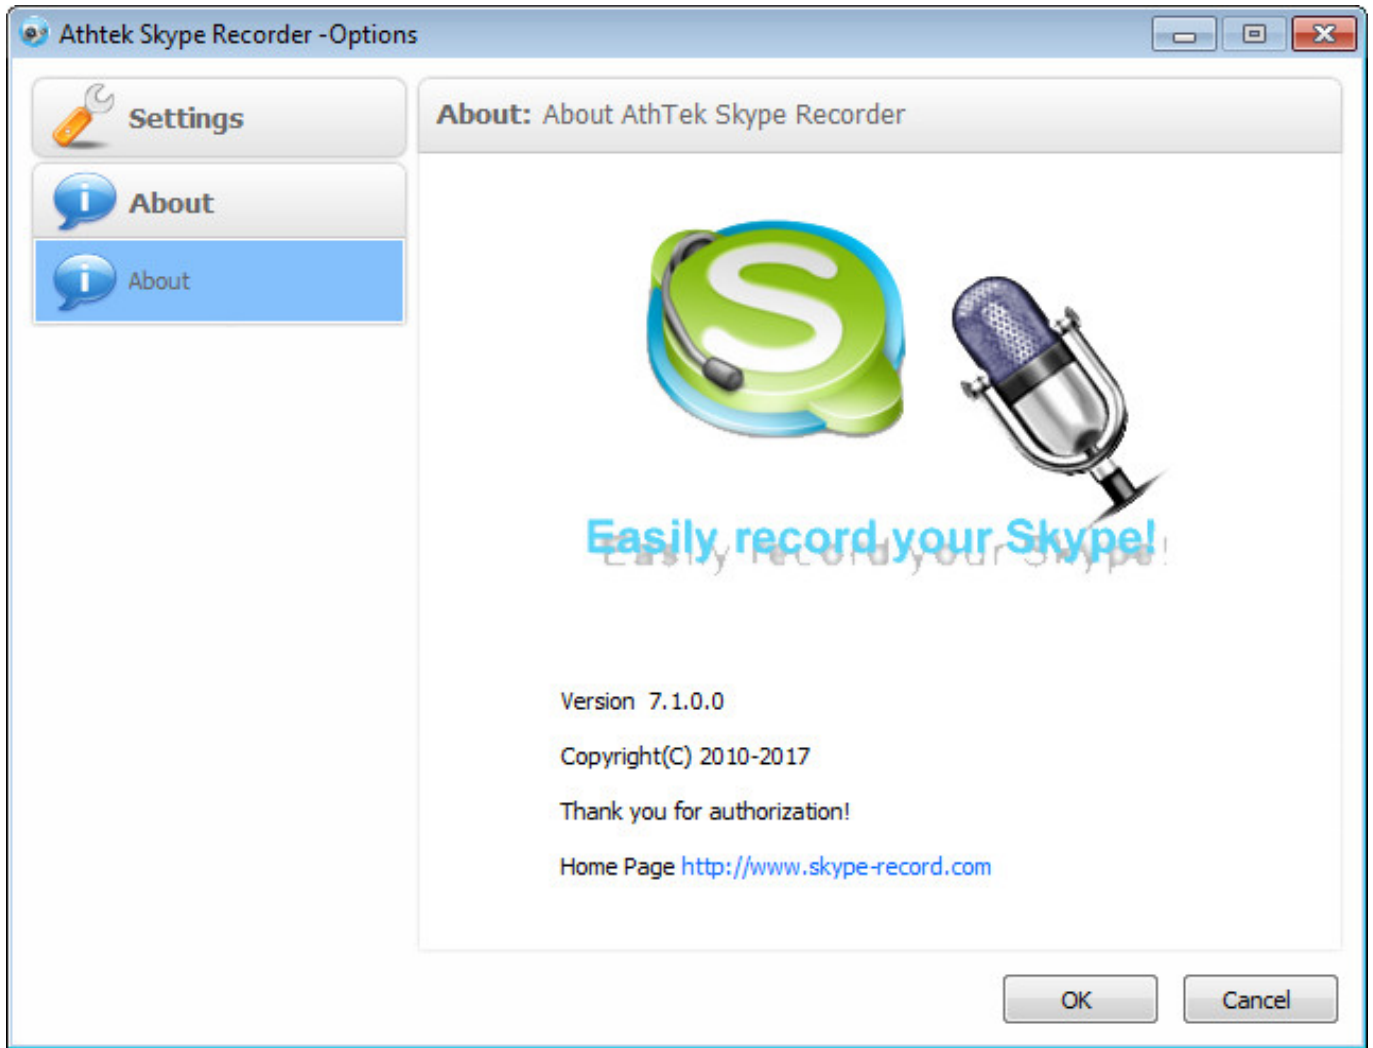 Athtek Skype Recorder -Options
Settings
About
About
About: About AthTek Skype Recorder
S
Easily record your Skype!
Version 7.1.0.0
Copyright(C) 2010-2017
Thank you for authorization!
Home Page http://www.skype-record.com
OK
Cancel